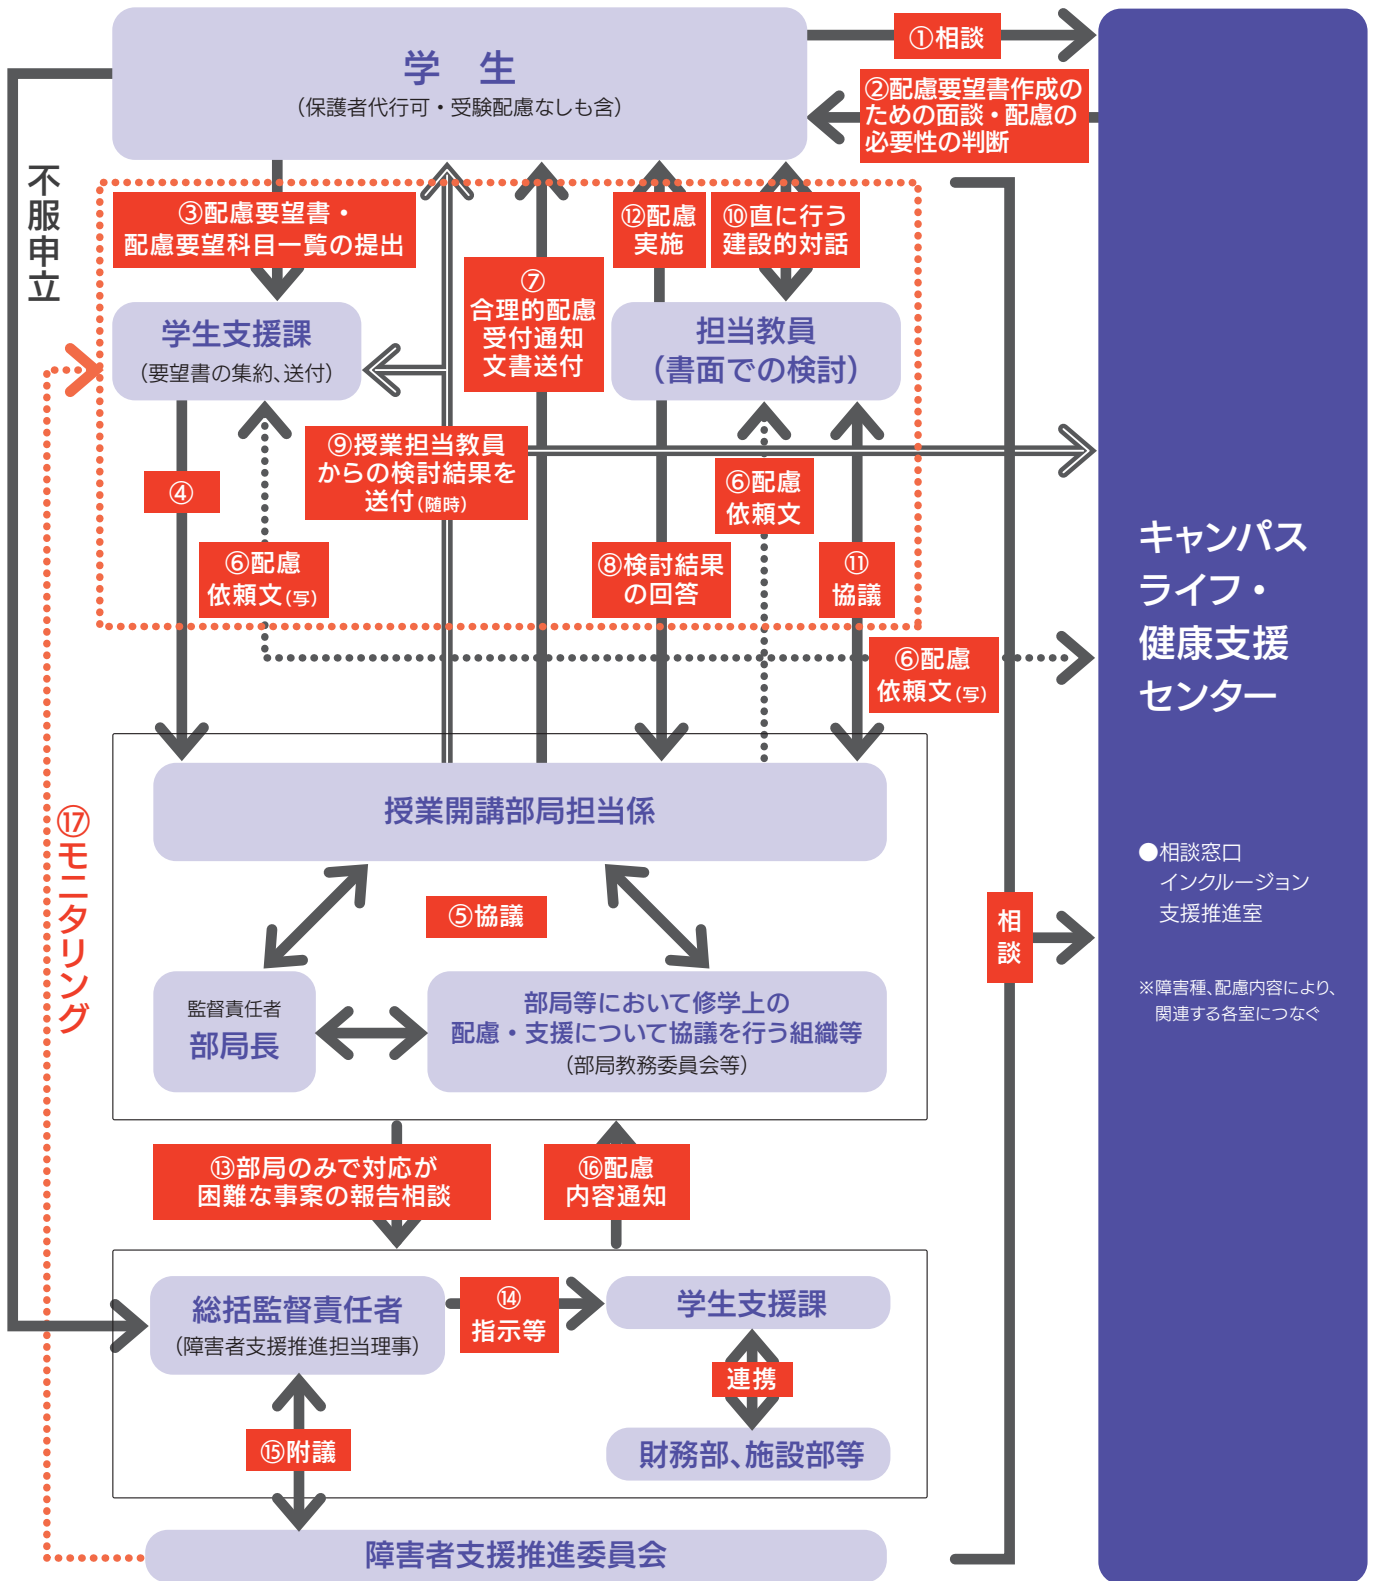 学 生
（保護者代行可・受験配慮なしも含）
①相談
②配慮要望書作成の
ための面談・配慮の
必要性の判断
不服申立
③配慮要望書・
配慮要望科目一覧の提出
⑦
合理的配慮
受付通知
文書送付
⑫配慮
実施
⑩直に行う
建設的対話
学生支援課
（要望書の集約、送付）
担当教員
（書面での検討）
④
⑨授業担当教員
からの検討結果を
送付（随時）
⑥配慮
依頼文
⑥配慮
依頼文（写）
⑧検討結果
の回答
⑪
協議
⑥配慮
依頼文（写）
キャンパス
ライフ・
健康支援
センター
●相談窓口
インクルージョン
支援推進室
※障害種、配慮内容により、
関連する各室につなぐ
授業開講部局担当係
⑤協議
相談
⑰モニタリング
監督責任者
部局長
部局等において修学上の
配慮・支援について協議を行う組織等
（部局教務委員会等）
⑬部局のみで対応が
困難な事案の報告相談
⑯配慮
内容通知
総括監督責任者
（障害者支援推進担当理事）
⑭
指示等
学生支援課
連携
⑮附議
財務部、施設部等
障害者支援推進委員会